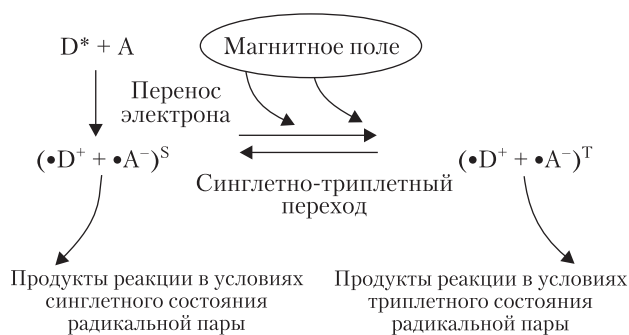 D* + A
Магнитное поле
Перенос
электрона
(•D⁺ + •A⁻)ˢ
(•D⁺ + •A⁻)ᵀ
Синглетно-триплетный
переход
Продукты реакции в условиях
синглетного состояния
радикальной пары
Продукты реакции в условиях
триплетного состояния
радикальной пары